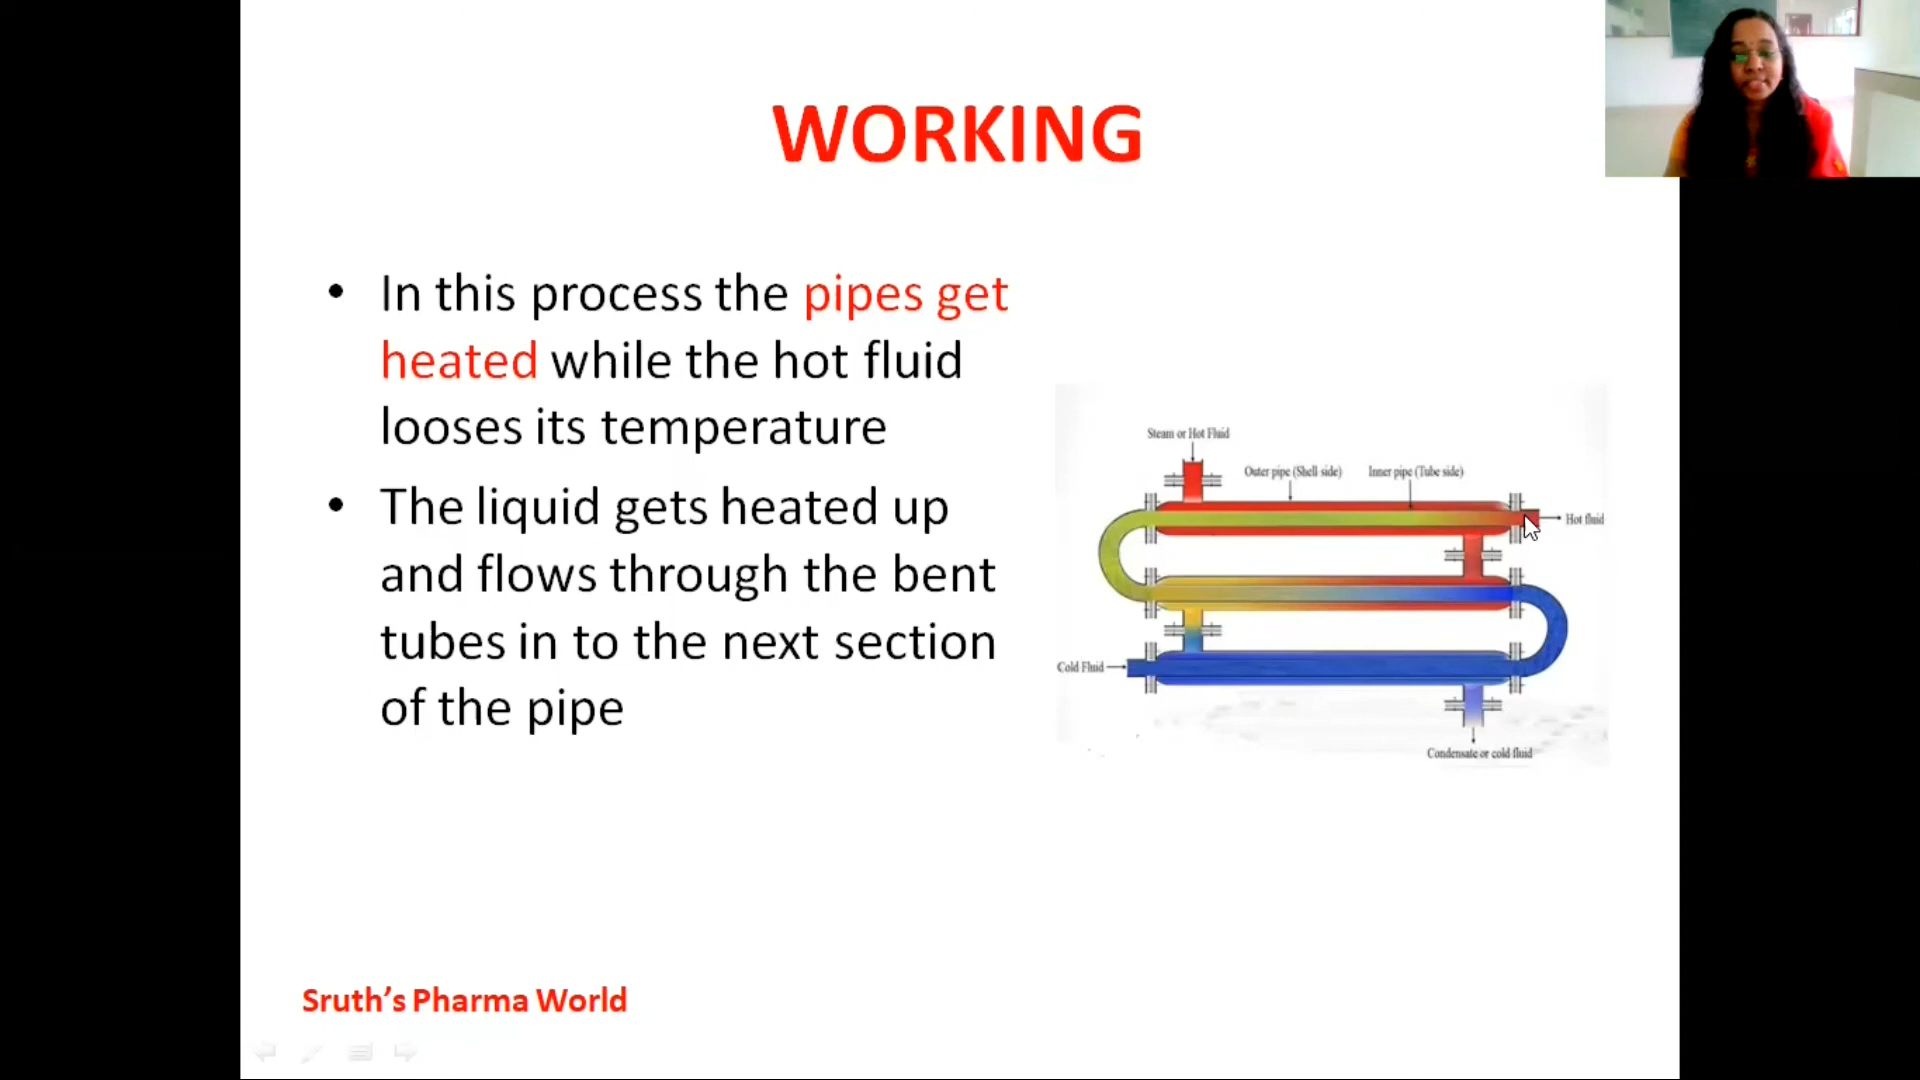 WORKING
• In this process the pipes get
heated while the hot fluid
looses its temperature
• The liquid gets heated up
and flows through the bent
tubes in to the next section
of the pipe
Steam or Hot Fluid
Outer pipe (Shell side)
Inner pipe (Tube side)
Hot fluid
Cold Fluid
Condensate or cold fluid
Sruth's Pharma World